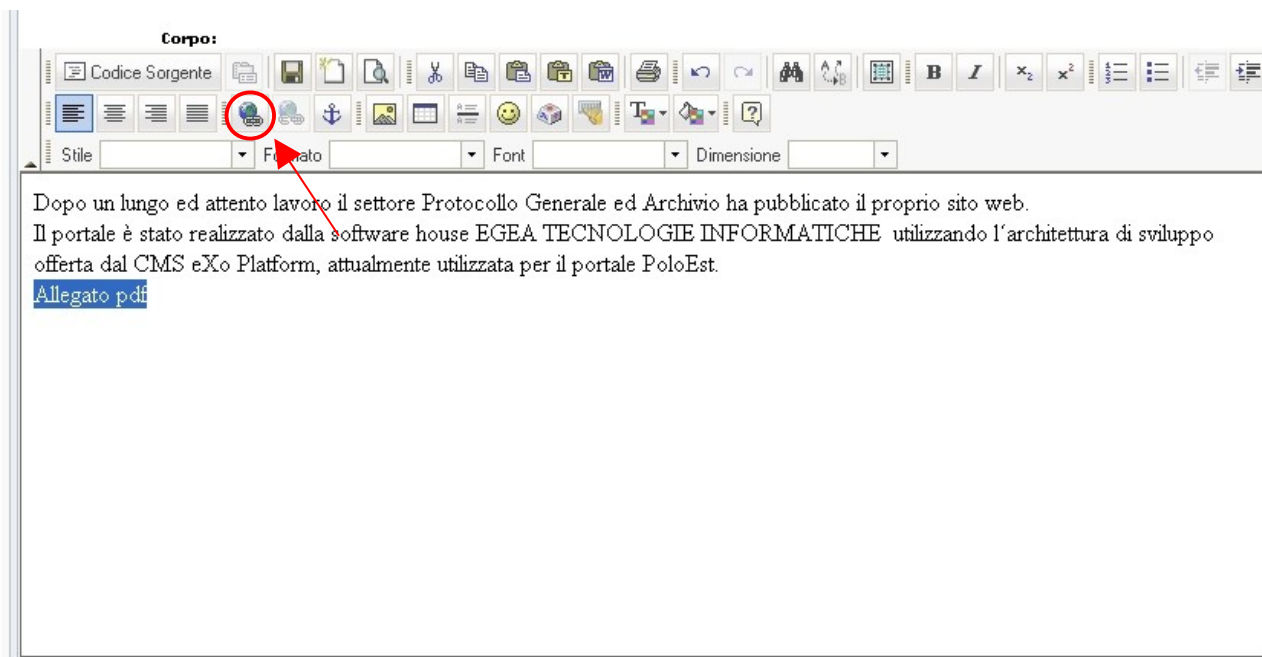 Corpo:
Codice Sorgente
B I x₂ x²
Stile Formato Font Dimensione
Dopo un lungo ed attento lavoro il settore Protocollo Generale ed Archivio ha pubblicato il proprio sito web.
Il portale è stato realizzato dalla software house EGEA TECNOLOGIE INFORMATICHE utilizzando l´architettura di sviluppo
offerta dal CMS eXo Platform, attualmente utilizzata per il portale PoloEst.
Allegato pdf